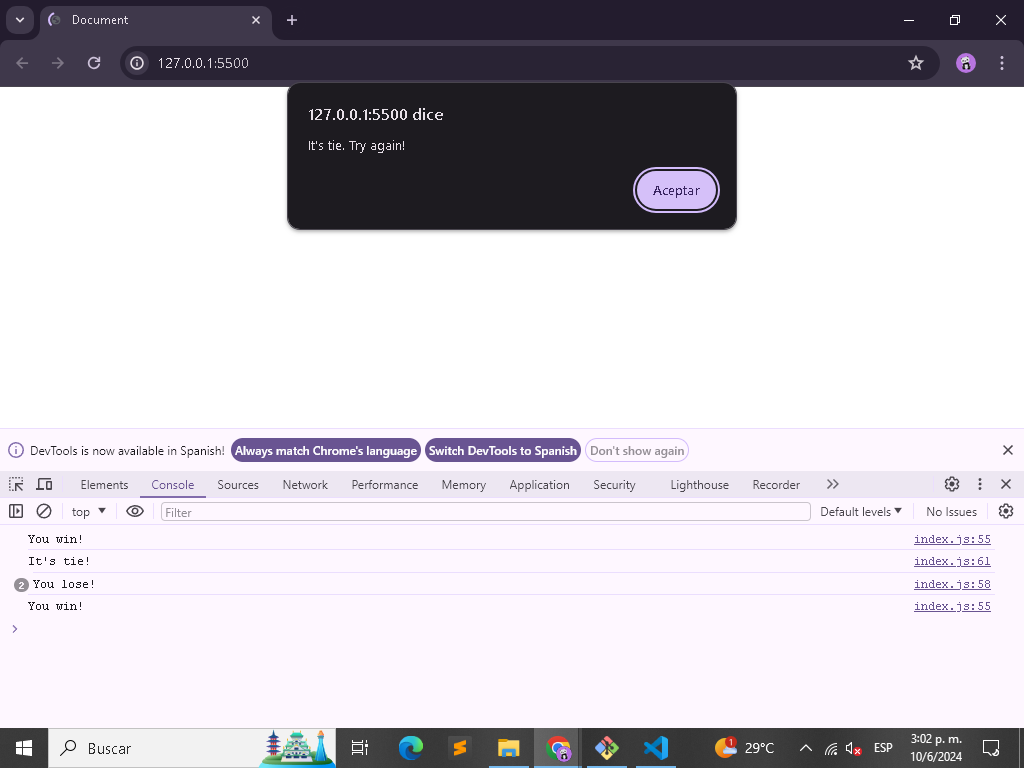 Document
127.0.0.1:5500
127.0.0.1:5500 dice
It's tie. Try again!
Aceptar
DevTools is now available in Spanish! Always match Chrome's language Switch DevTools to Spanish Don't show again
Elements Console Sources Network Performance Memory Application Security Lighthouse Recorder
top Filter Default levels No Issues
You win! index.js:55
It's tie! index.js:61
2 You lose! index.js:58
You win! index.js:55
Buscar 1 29°C ESP 3:02 p. m.
10/6/2024